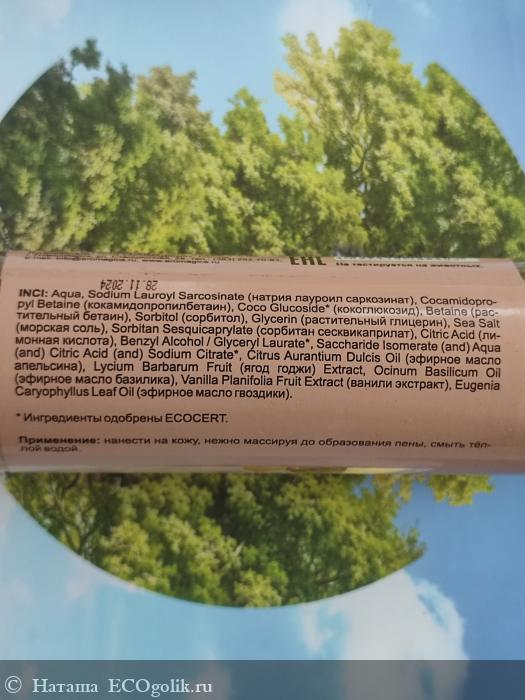 ЕАС
не тестируется на животных.
28.11.2024
INCI: Aqua, Sodium Lauroyl Sarcosinate (натрия лауроил саркозинат), Cocamidopro-
pyl Betaine (кокамидопропилбетаин), Coco Glucoside* (кокоглюкозид), Betaine (рас-
тительный бетаин), Sorbitol (сорбитол), Glycerin (растительный глицерин), Sea Salt
(морская соль), Sorbitan Sesquicaprylate (сорбитан сесквикаприлат), Citric Acid (ли-
монная кислота), Benzyl Alcohol / Glyceryl Laurate*, Saccharide Isomerate (and) Aqua
(and) Citric Acid (and) Sodium Citrate*, Citrus Aurantium Dulcis Oil (эфирное масло
апельсина), Lycium Barbarum Fruit (ягод годжи) Extract, Ocinum Basilicum Oil
(эфирное масло базилика), Vanilla Planifolia Fruit Extract (ванили экстракт), Eugenia
Caryophyllus Leaf Oil (эфирное масло гвоздики).
* Ингредиенты одобрены ECOCERT.
Применение: нанести на кожу, нежно массируя до образования пены, смыть тёп-
лой водой.
© Наташа ECOgolik.ru